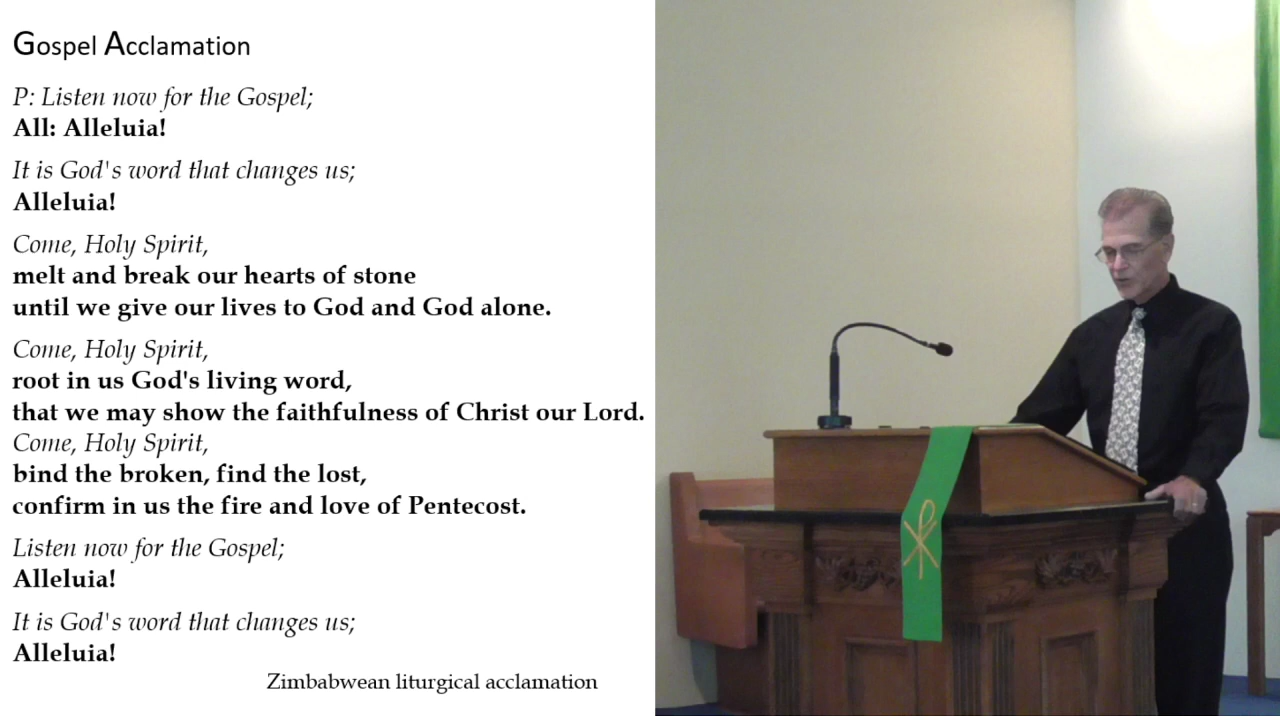 Gospel Acclamation
P: Listen now for the Gospel;
All: Alleluia!
It is God's word that changes us;
Alleluia!
Come, Holy Spirit,
melt and break our hearts of stone
until we give our lives to God and God alone.
Come, Holy Spirit,
root in us God's living word,
that we may show the faithfulness of Christ our Lord.
Come, Holy Spirit,
bind the broken, find the lost,
confirm in us the fire and love of Pentecost.
Listen now for the Gospel;
Alleluia!
It is God's word that changes us;
Alleluia!
Zimbabwean liturgical acclamation